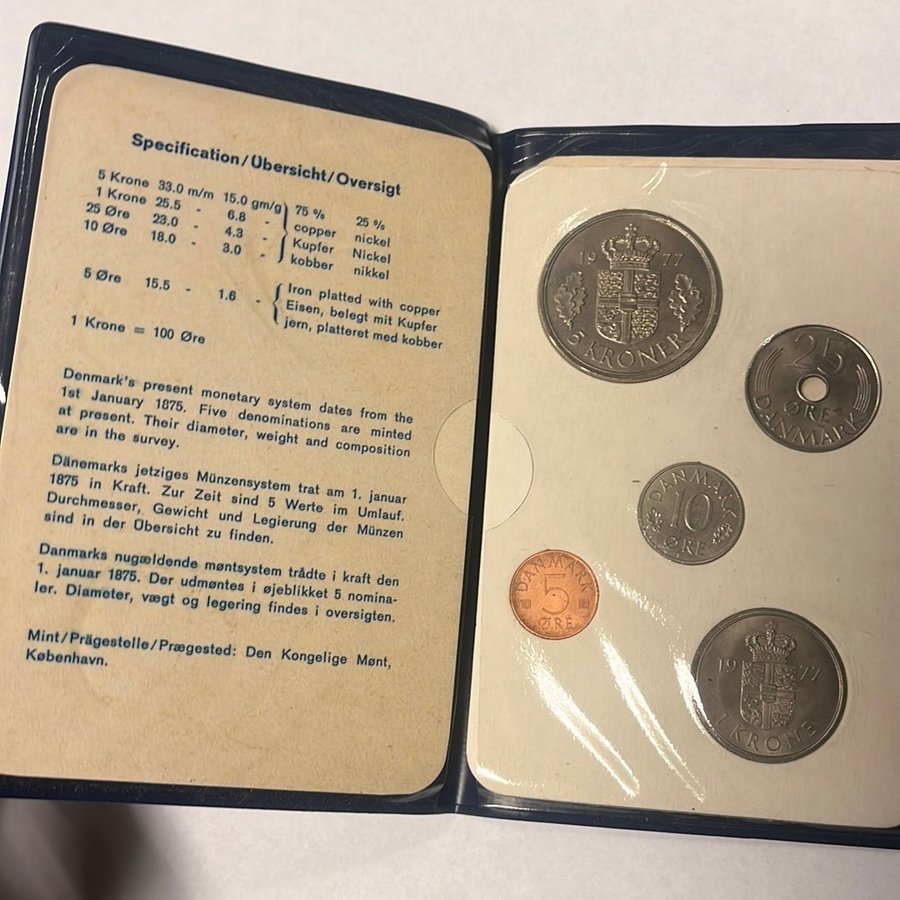 Specification/Übersicht/Oversigt
5 Krone 33.0 m/m 15.0 gm/g 75 % 25 %
1 Krone 25.5 - 6.8 - copper nickel
25 Øre 23.0 - 4.3 - Kupfer Nickel
10 Øre 18.0 - 3.0 - kobber nikkel
5 Øre 15.5 - 1.6 - Iron platted with copper
Eisen, belegt mit Kupfer
jern, platteret med kobber
1 Krone = 100 Øre
Denmark's present monetary system dates from the
1st January 1875. Five denominations are minted
at present. Their diameter, weight and composition
are in the survey.
Dänemarks jetziges Münzensystem trat am 1. januar
1875 in Kraft. Zur Zeit sind 5 Werte im Umlauf.
Durchmesser, Gewicht und Legierung der Münzen
sind in der Übersicht zu finden.
Danmarks nugældende møntsystem trådte i kraft den
1. januar 1875. Der udmøntes i øjeblikket 5 nomina-
ler. Diameter, vægt og legering findes i oversigten.
Mint/Prägestelle/Prægested: Den Kongelige Mønt,
København.
1977
5 KRONER
25
ØRE
DANMARK
DANMARK
10
ØRE
DANMARK
5
ØRE
1977
1 KRONE